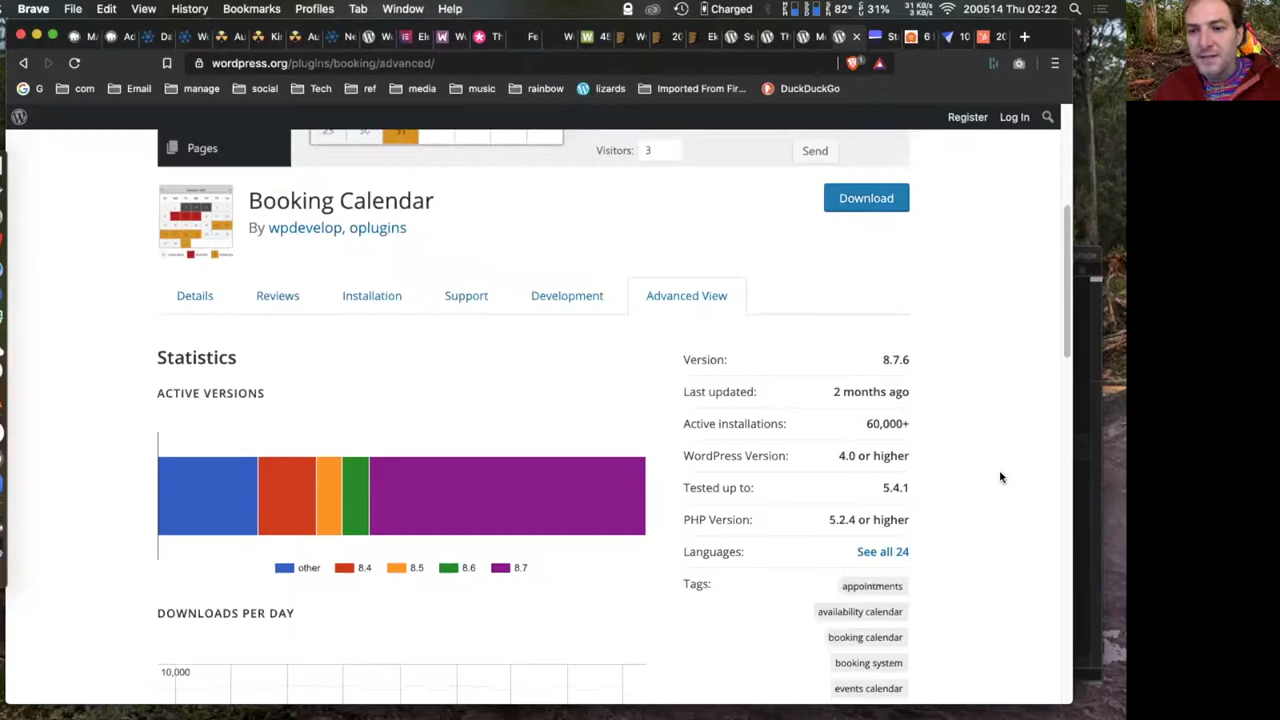 Brave File Edit View History Bookmarks Profiles Tab Window Help Charged 82° 31% 31 KB 3 KB 200514 Thu 02:22
wordpress.org/plugins/booking/advanced/
G com Email manage social Tech ref media music rainbow lizards Imported From Fir... DuckDuckGo
Register Log In
Pages
Visitors: 3 Send
Booking Calendar
Download
By wpdevelop, oplugins
Details Reviews Installation Support Development Advanced View
Statistics
ACTIVE VERSIONS
other 8.4 8.5 8.6 8.7
DOWNLOADS PER DAY
10,000
Version: 8.7.6
Last updated: 2 months ago
Active installations: 60,000+
WordPress Version: 4.0 or higher
Tested up to: 5.4.1
PHP Version: 5.2.4 or higher
Languages: See all 24
Tags: appointments
availability calendar
booking calendar
booking system
events calendar